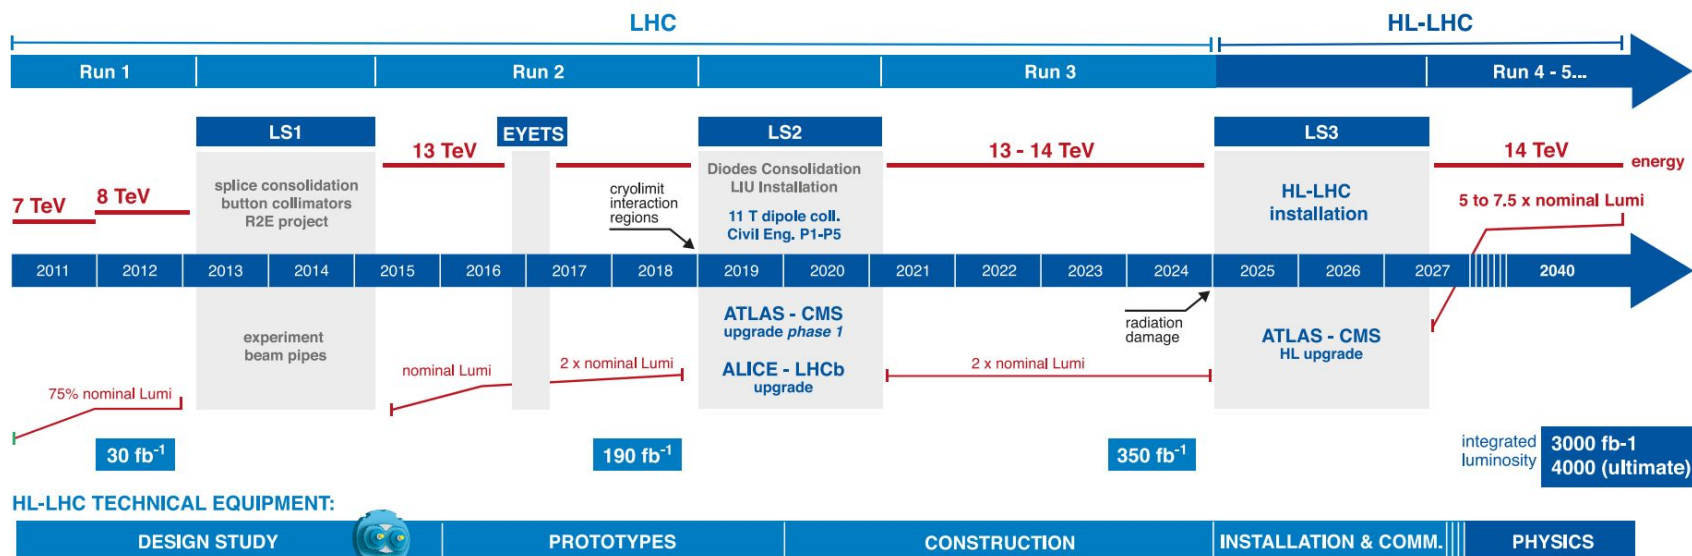 LHC
HL-LHC
Run 1
Run 2
Run 3
Run 4 - 5...
LS1
EYETS
LS2
LS3
13 TeV
13 - 14 TeV
14 TeV
energy
7 TeV
8 TeV
splice consolidation
button collimators
R2E project
cryolimit
interaction
regions
Diodes Consolidation
LIU Installation
11 T dipole coll.
Civil Eng. P1-P5
HL-LHC
installation
5 to 7.5 x nominal Lumi
2011
2012
2013
2014
2015
2016
2017
2018
2019
2020
2021
2022
2023
2024
2025
2026
2027
2040
experiment
beam pipes
ATLAS - CMS
upgrade phase 1
ALICE - LHCb
upgrade
radiation
damage
ATLAS - CMS
HL upgrade
75% nominal Lumi
nominal Lumi
2 x nominal Lumi
2 x nominal Lumi
30 fb⁻¹
190 fb⁻¹
350 fb⁻¹
integrated
luminosity
3000 fb-1
4000 (ultimate)
HL-LHC TECHNICAL EQUIPMENT:
DESIGN STUDY
PROTOTYPES
CONSTRUCTION
INSTALLATION & COMM.
PHYSICS